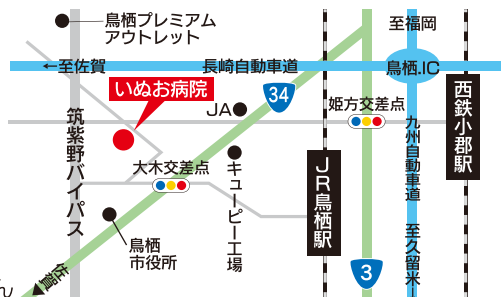 鳥栖プレミアム
アウトレット
至福岡
←至佐賀
長崎自動車道
鳥栖.IC
いぬお病院
34
JA
姫方交差点
西鉄小郡駅
筑紫野バイパス
九州自動車道
大木交差点
キューピー工場
JR鳥栖駅
鳥栖
市役所
至久留米
佐賀
3
ん